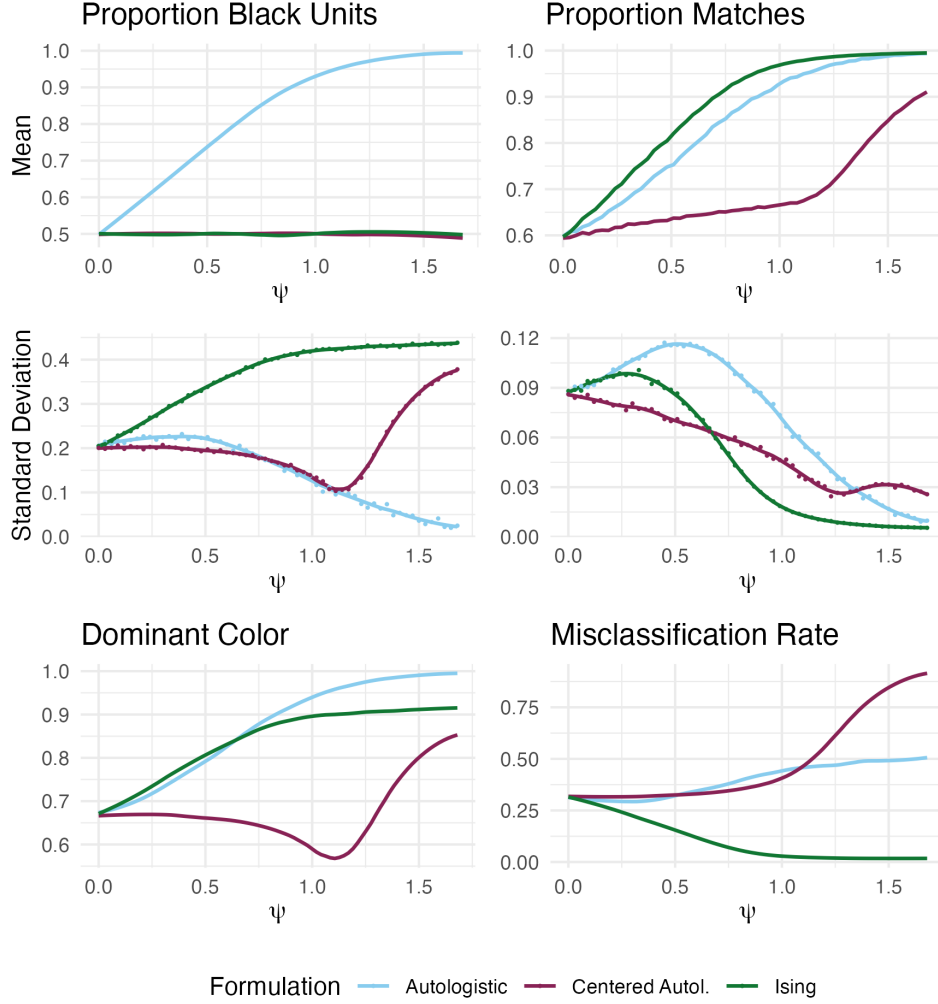 Proportion Black Units
Proportion Matches
Mean
1.0
0.9
0.8
0.7
0.6
0.5
0.0 0.5 1.0 1.5
ψ
1.0
0.9
0.8
0.7
0.6
0.0 0.5 1.0 1.5
ψ
Standard Deviation
0.4
0.3
0.2
0.1
0.0
0.0 0.5 1.0 1.5
ψ
0.12
0.09
0.06
0.03
0.00
0.0 0.5 1.0 1.5
ψ
Dominant Color
Misclassification Rate
1.0
0.9
0.8
0.7
0.6
0.0 0.5 1.0 1.5
ψ
0.75
0.50
0.25
0.00
0.0 0.5 1.0 1.5
ψ
Formulation Autologistic Centered Autol. Ising